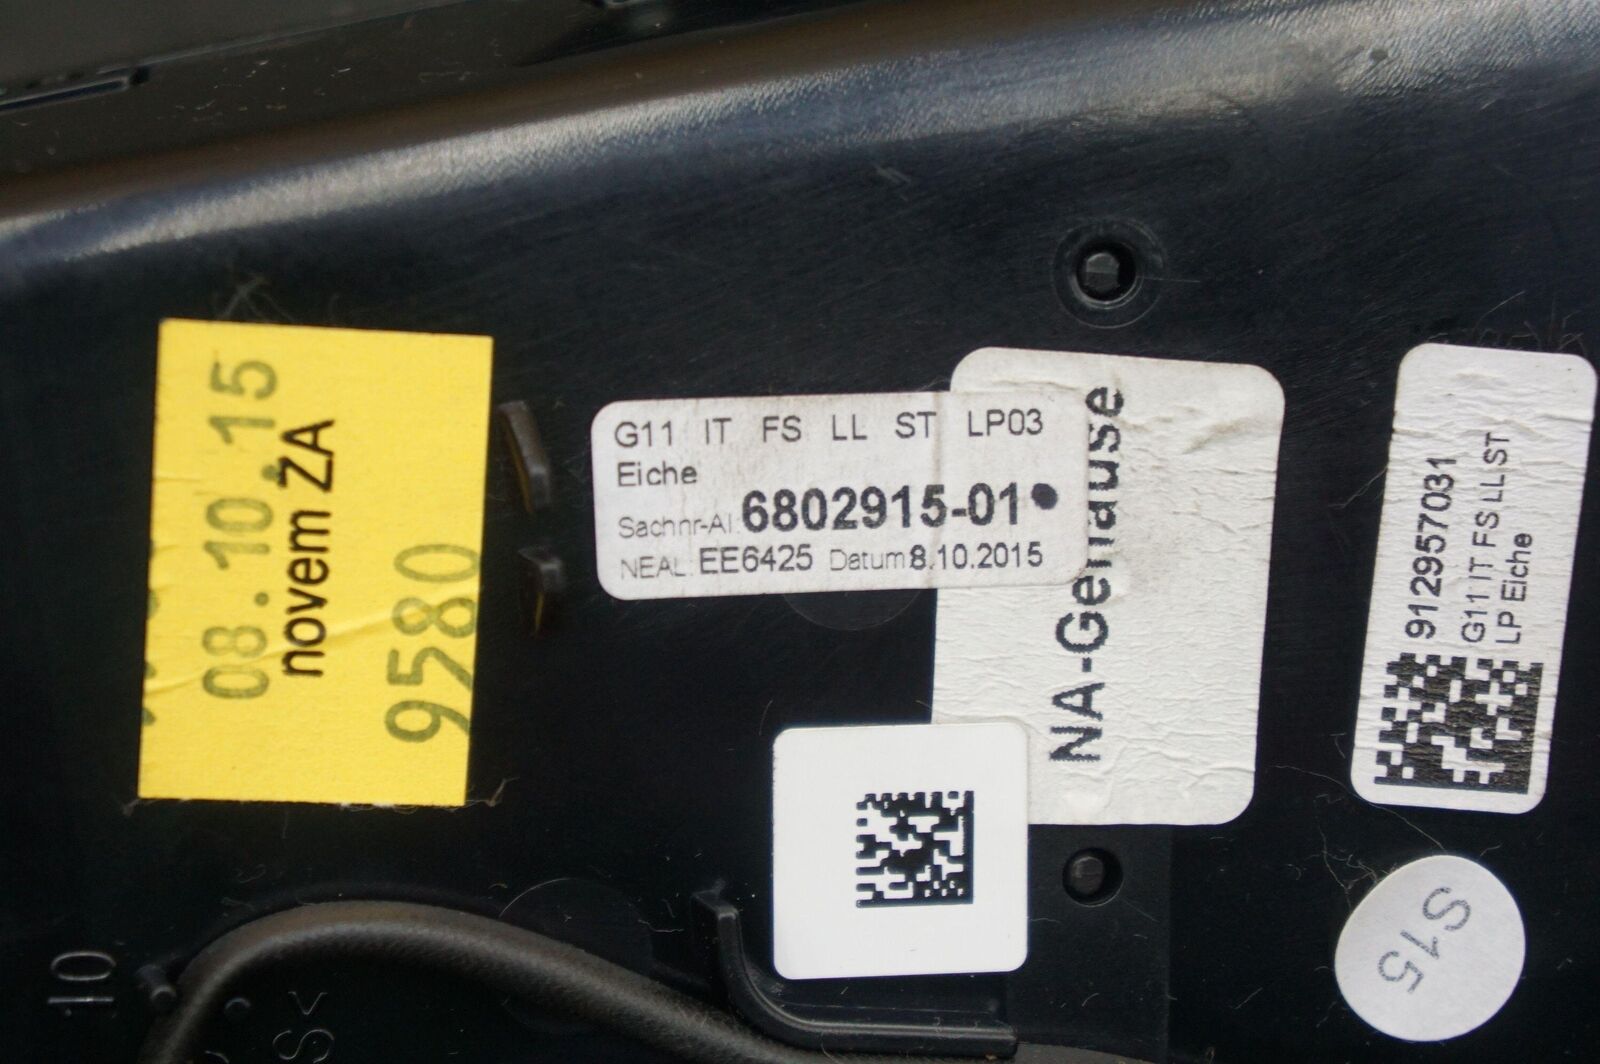 08.10.15
novem ZA
9580
G11 IT FS LL ST LP03
Eiche
Sachnr-AI: 6802915-01
NEAL: EE6425 Datum 8.10.2015
NA-Gehäuse
912957031
G11 IT FS LL ST
LP Eiche
S15
10
S<